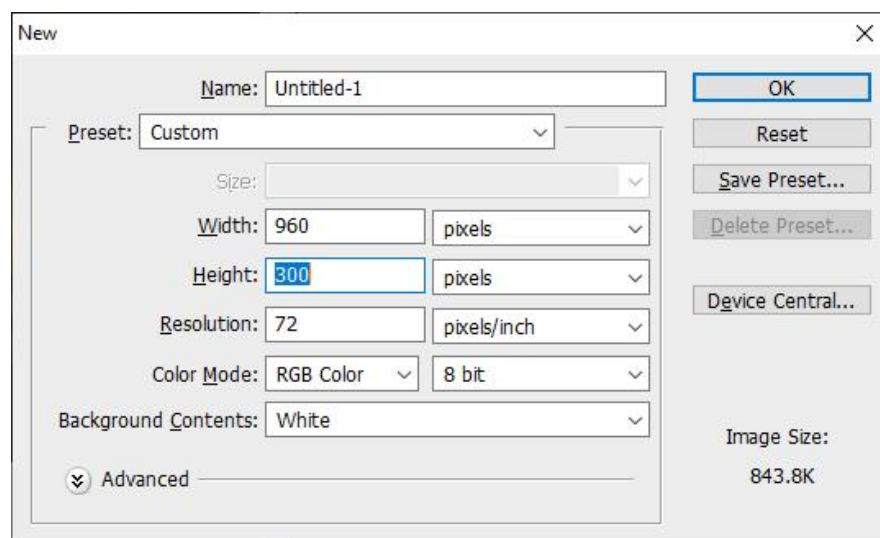 New
Name: Untitled-1
OK
Preset: Custom
Reset
Size:
Save Preset...
Width: 960 pixels
Delete Preset...
Height: 300 pixels
Device Central...
Resolution: 72 pixels/inch
Color Mode: RGB Color 8 bit
Background Contents: White
Image Size:
843.8K
Advanced